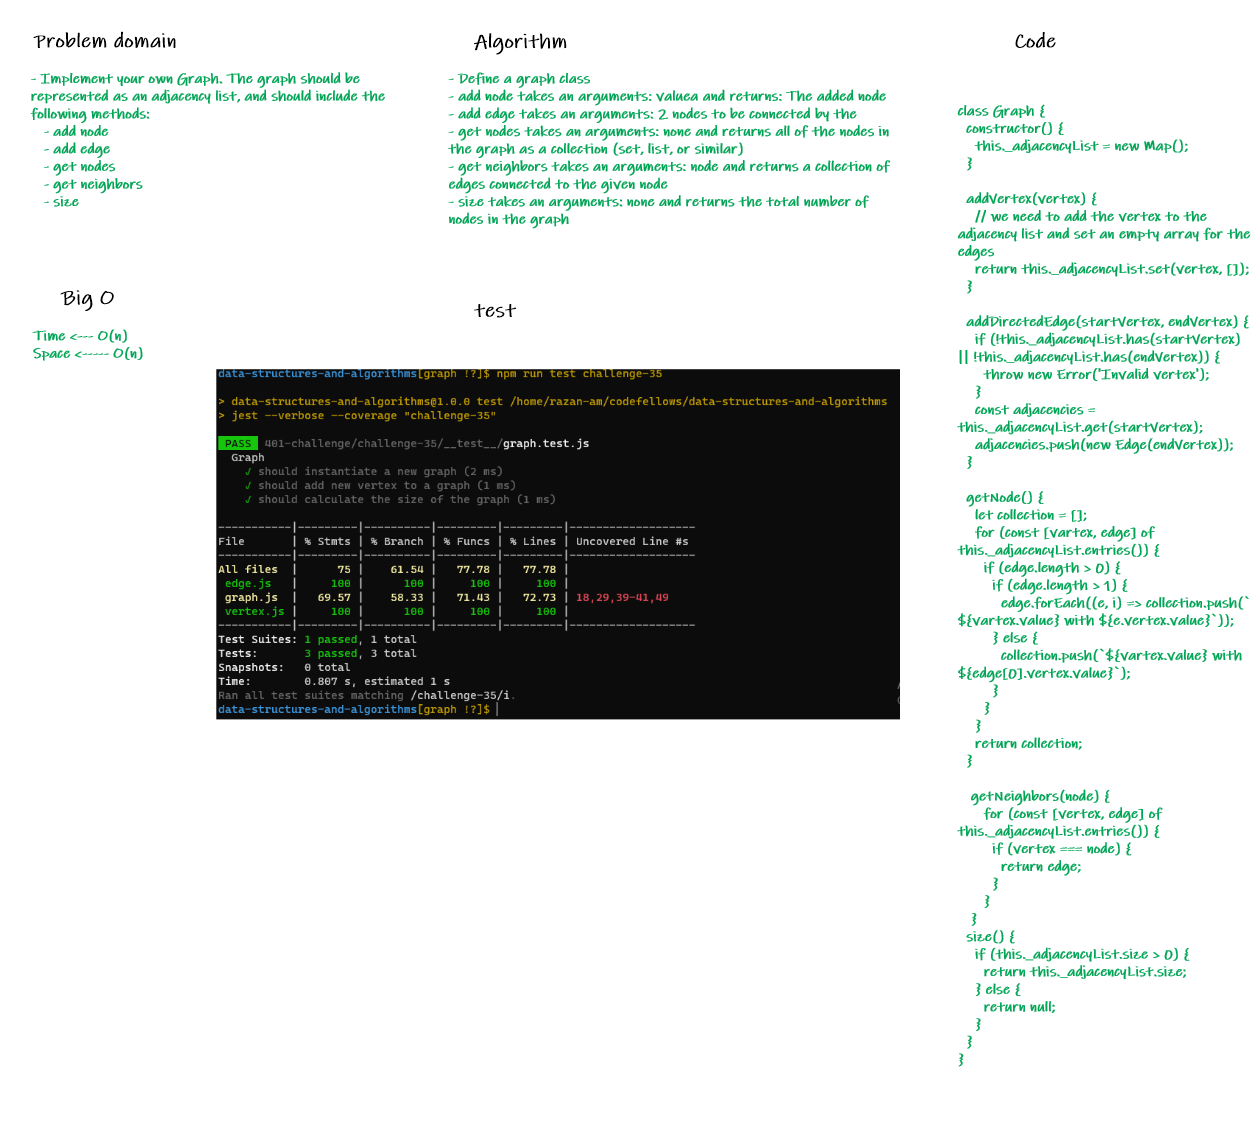 Problem domain
- Implement your own Graph. The graph should be
represented as an adjacency list, and should include the
following methods:
- add node
- add edge
- get nodes
- get neighbors
- size
Algorithm
- Define a graph class
- add node takes an arguments: valuea and returns: The added node
- add edge takes an arguments: 2 nodes to be connected by the
- get nodes takes an arguments: none and returns all of the nodes in
the graph as a collection (set, list, or similar)
- get neighbors takes an arguments: node and returns a collection of
edges connected to the given node
- size takes an arguments: none and returns the total number of
nodes in the graph
Big O
Time <--- O(n)
Space <----- O(n)
test
data-structures-and-algorithms[graph !?]$ npm run test challenge-35
> data-structures-and-algorithms@1.0.0 test /home/razan-am/codefellows/data-structures-and-algorithms
> jest --verbose --coverage "challenge-35"
PASS 401-challenge/challenge-35/__test__/graph.test.js
Graph
✓ should instantiate a new graph (2 ms)
✓ should add new vertex to a graph (1 ms)
✓ should calculate the size of the graph (1 ms)
-----------|---------|----------|---------|---------|-------------------
File | % Stmts | % Branch | % Funcs | % Lines | Uncovered Line #s
-----------|---------|----------|---------|---------|-------------------
All files | 75 | 61.54 | 77.78 | 77.78 |
edge.js | 100 | 100 | 100 | 100 |
graph.js | 69.57 | 58.33 | 71.43 | 72.73 | 18,29,39-41,49
vertex.js | 100 | 100 | 100 | 100 |
-----------|---------|----------|---------|---------|-------------------
Test Suites: 1 passed, 1 total
Tests: 3 passed, 3 total
Snapshots: 0 total
Time: 0.807 s, estimated 1 s
Ran all test suites matching /challenge-35/i.
data-structures-and-algorithms[graph !?]$
Code
class Graph {
constructor() {
this._adjacencyList = new Map();
}
addVertex(vertex) {
// we need to add the vertex to the
adjacency list and set an empty array for the
edges
return this._adjacencyList.set(vertex, []);
}
addDirectedEdge(startVertex, endVertex) {
if (!this._adjacencyList.has(startVertex)
|| !this._adjacencyList.has(endVertex)) {
throw new Error('Invalid vertex');
}
const adjacencies =
this._adjacencyList.get(startVertex);
adjacencies.push(new Edge(endVertex));
}
getNode() {
let collection = [];
for (const [vartex, edge] of
this._adjacencyList.entries()) {
if (edge.length > 0) {
if (edge.length > 1) {
edge.forEach((e, i) => collection.push(`
${vartex.value} with ${e.vertex.value}`));
} else {
collection.push(`${vartex.value} with
${edge[0].vertex.value}`);
}
}
}
return collection;
}
getNeighbors(node) {
for (const [vertex, edge] of
this._adjacencyList.entries()) {
if (vertex === node) {
return edge;
}
}
}
size() {
if (this._adjacencyList.size > 0) {
return this._adjacencyList.size;
} else {
return null;
}
}
}